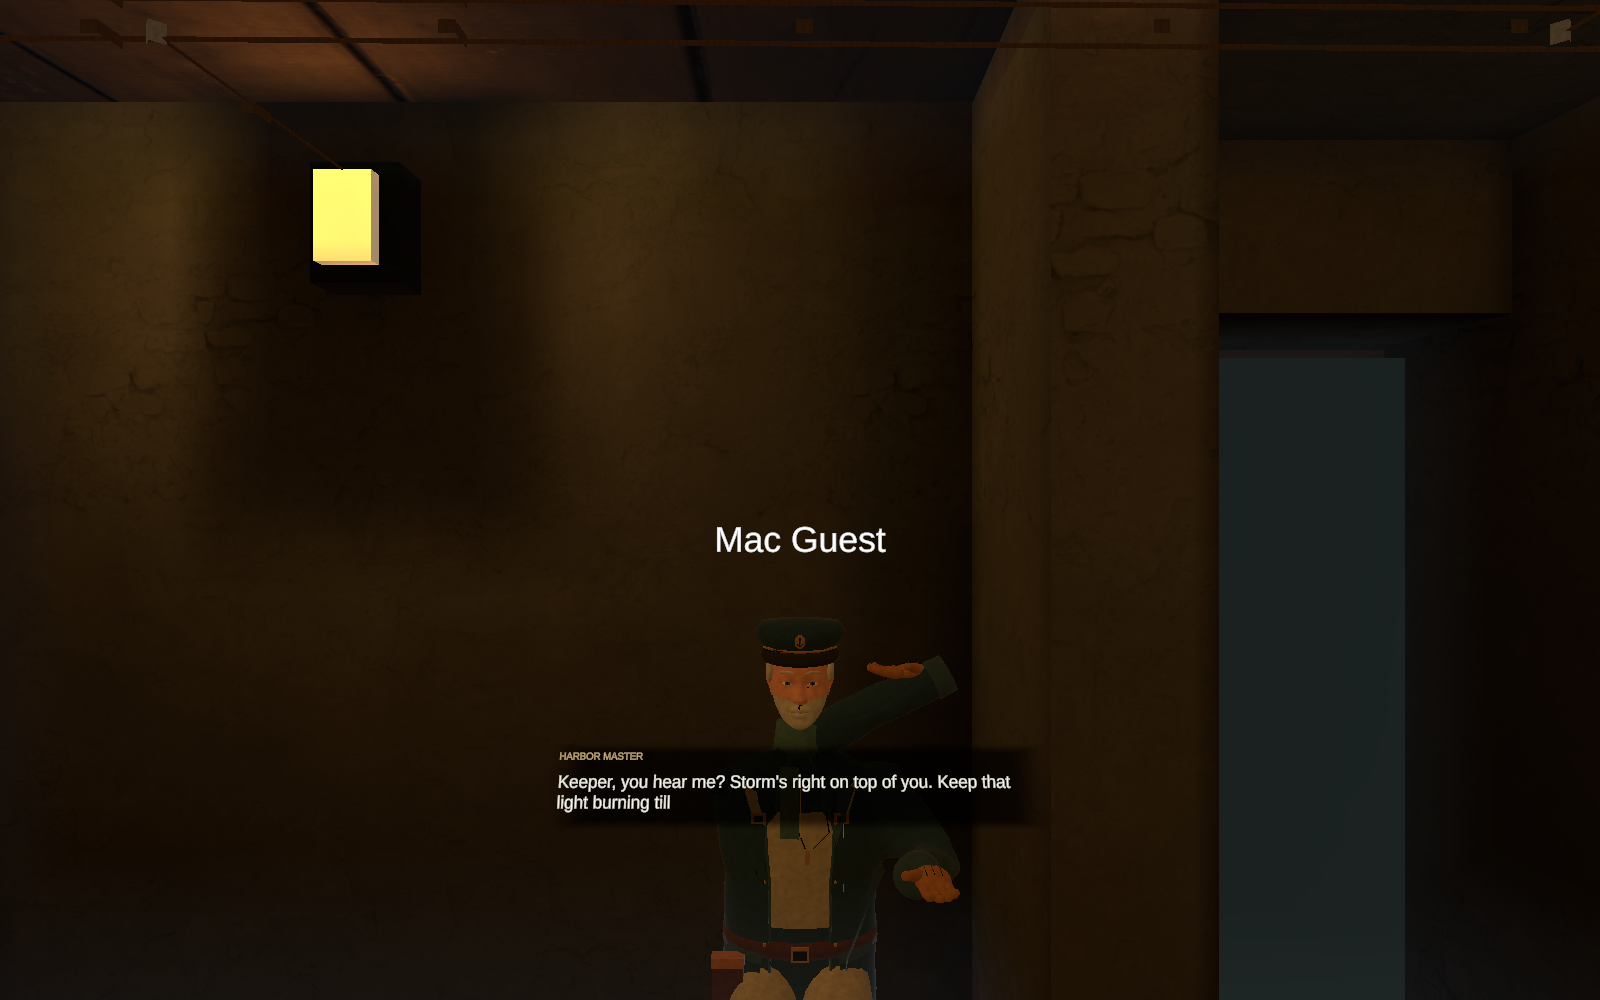 Mac Guest
HARBOR MASTER
Keeper, you hear me? Storm's right on top of you. Keep that
light burning till